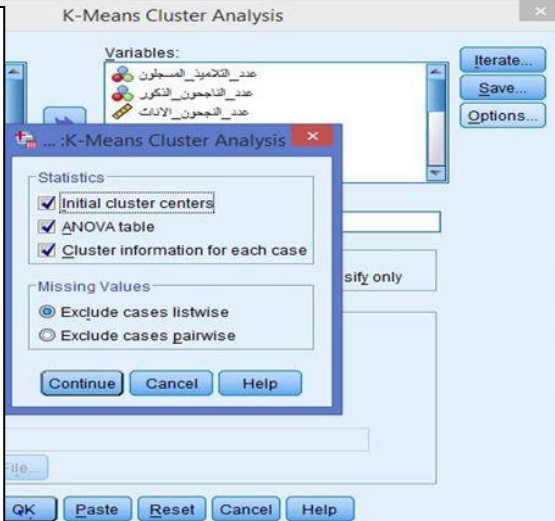 K-Means Cluster Analysis
Variables:
عدد_التلاميذ_المسجلون
عدد_الناجحون_الذكور
عدد_النجحون_الاناث
Iterate...
Save...
Options...
... :K-Means Cluster Analysis
Statistics
Initial cluster centers
ANOVA table
Cluster information for each case
Missing Values
Exclude cases listwise
Exclude cases pairwise
Continue Cancel Help
sify only
File...
OK Paste Reset Cancel Help